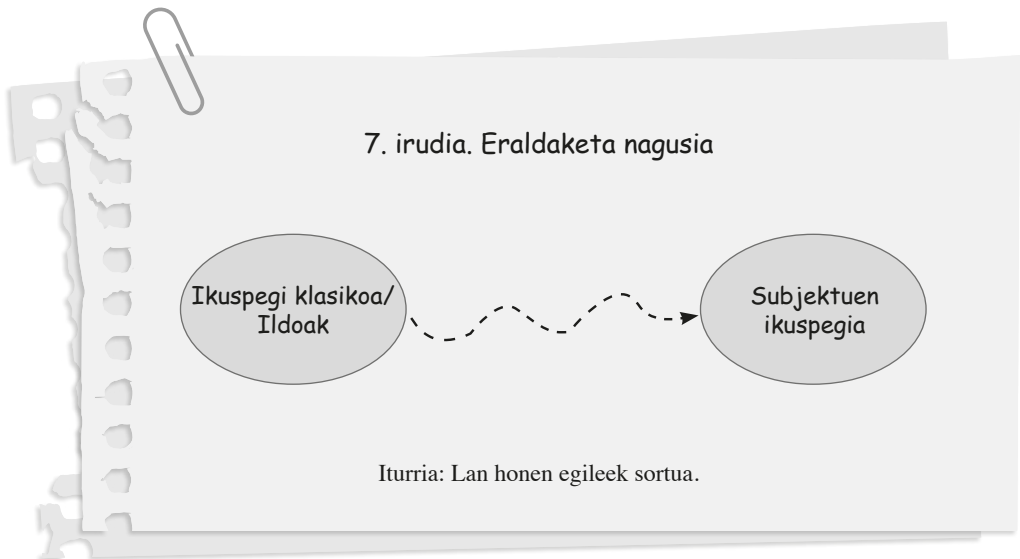 7. irudia. Eraldaketa nagusia
Ikuspegi klasikoa/
Ildoak
Subjektuen
ikuspegia
Iturria: Lan honen egileek sortua.